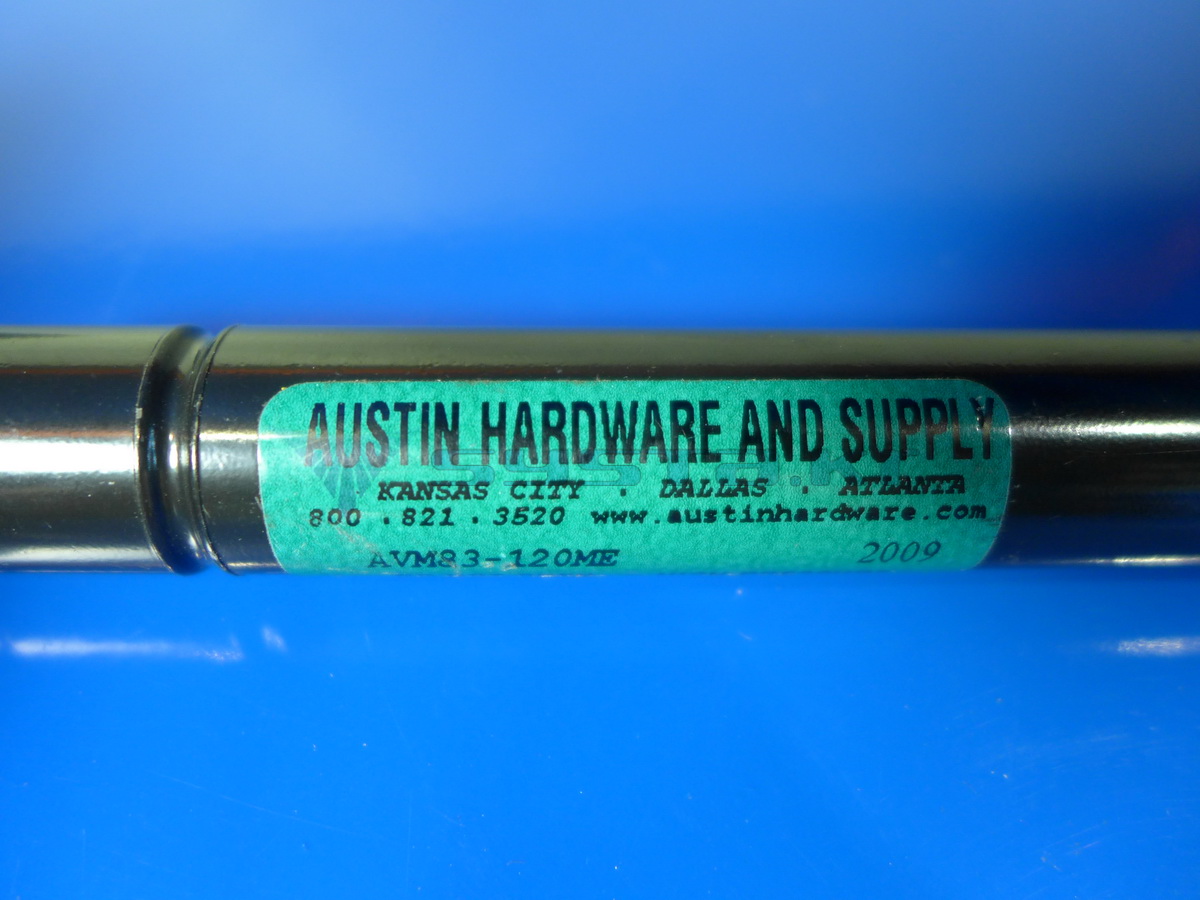 AUSTIN HARDWARE AND SUPPLY
KANSAS CITY . DALLAS . ATLANTA
800 . 821 . 3520 www.austinhardware.com
AVM83-120ME 2009